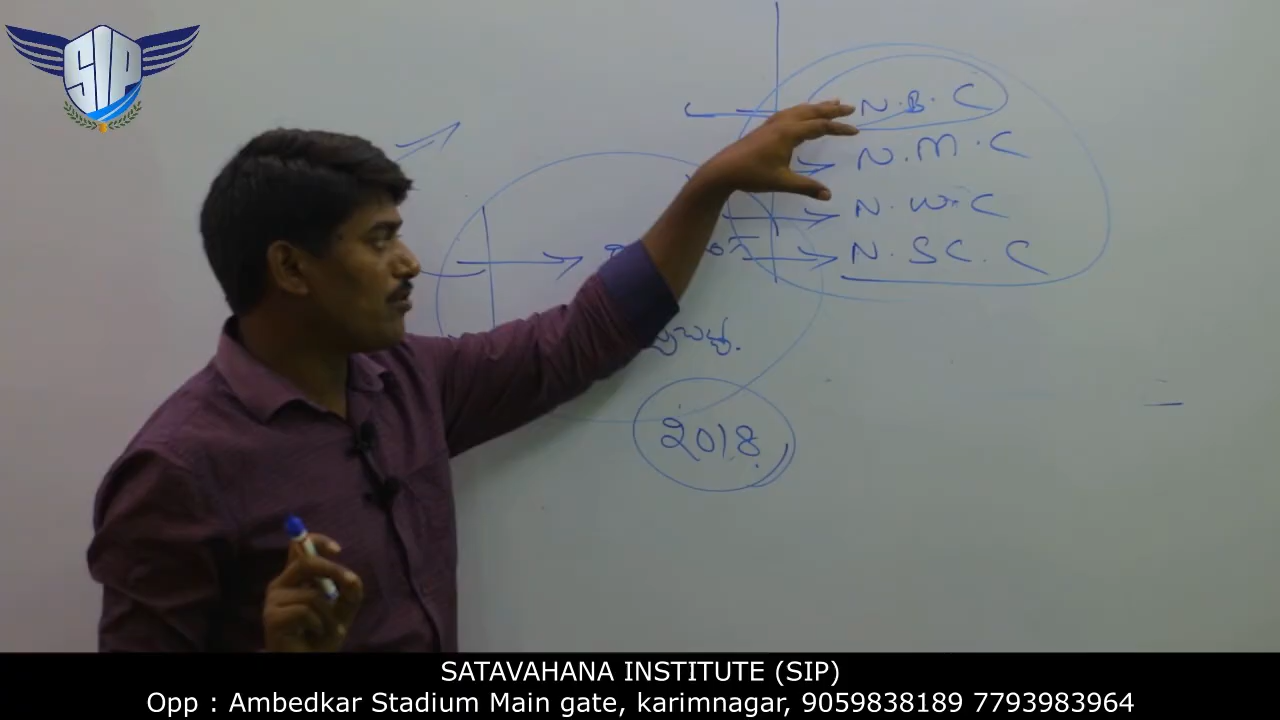 SIP
N.B.C
N.M.C
N.W.C
N.SC.C
2018
SATAVAHANA INSTITUTE (SIP)
Opp : Ambedkar Stadium Main gate, karimnagar, 9059838189 7793983964